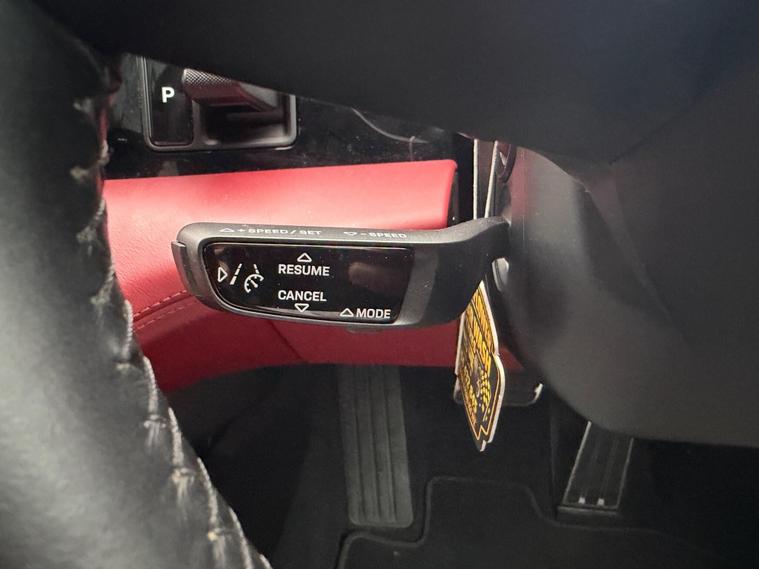 P
+ SPEED / SET
- SPEED
RESUME
CANCEL
MODE